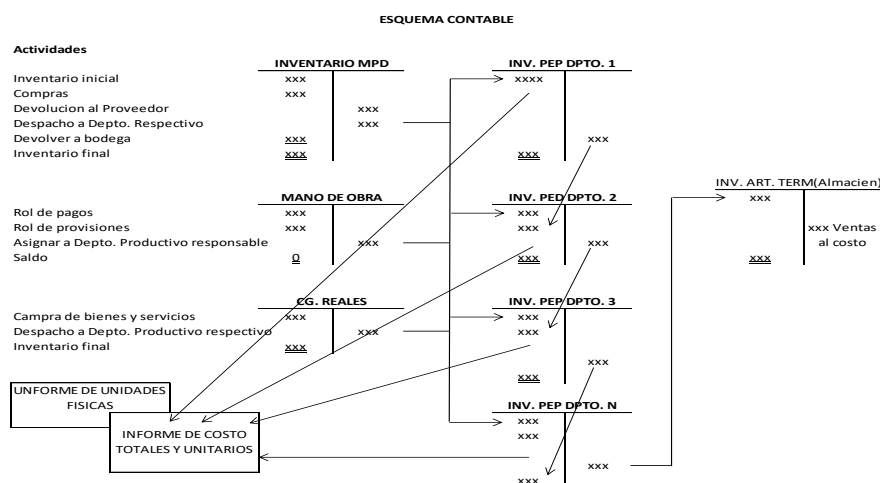 ESQUEMA CONTABLE
Actividades
INVENTARIO MPD
INV. PEP DPTO. 1
Inventario inicial xxx xxxx
Compras xxx
Devolucion al Proveedor xxx
Despacho a Depto. Respectivo xxx
Devolver a bodega xxx xxx
Inventario final xxx xxx
INV. ART. TERM(Almacien)
xxx
xxx Ventas
al costo
xxx
MANO DE OBRA
INV. PED DPTO. 2
Rol de pagos xxx xxx
Rol de provisiones xxx xxx
Asignar a Depto. Productivo responsable xxx xxx
Saldo 0 xxx
CG. REALES
INV. PEP DPTO. 3
Campra de bienes y servicios xxx xxx
Despacho a Depto. Productivo respectivo xxx xxx
Inventario final xxx
xxx
xxx
UNFORME DE UNIDADES
FISICAS
INFORME DE COSTO
TOTALES Y UNITARIOS
INV. PEP DPTO. N
xxx
xxx
xxx
xxx